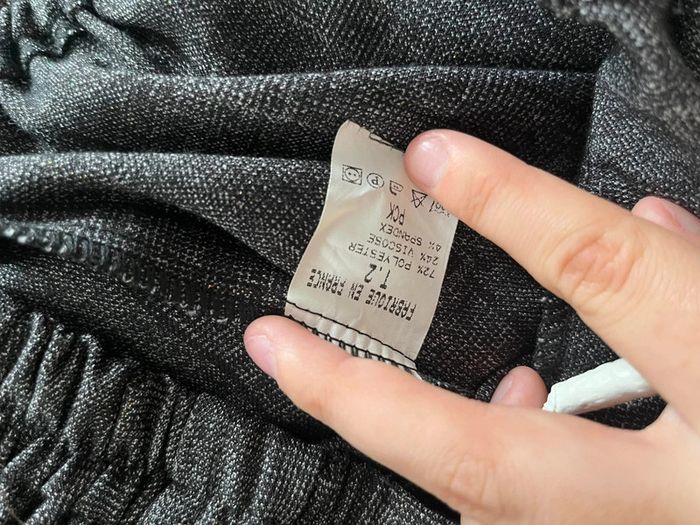 FABRIQUE EN FRANCE
T.2
72% POLYESTER
24% VISCOSE
4% SPANDEX
PCK
P